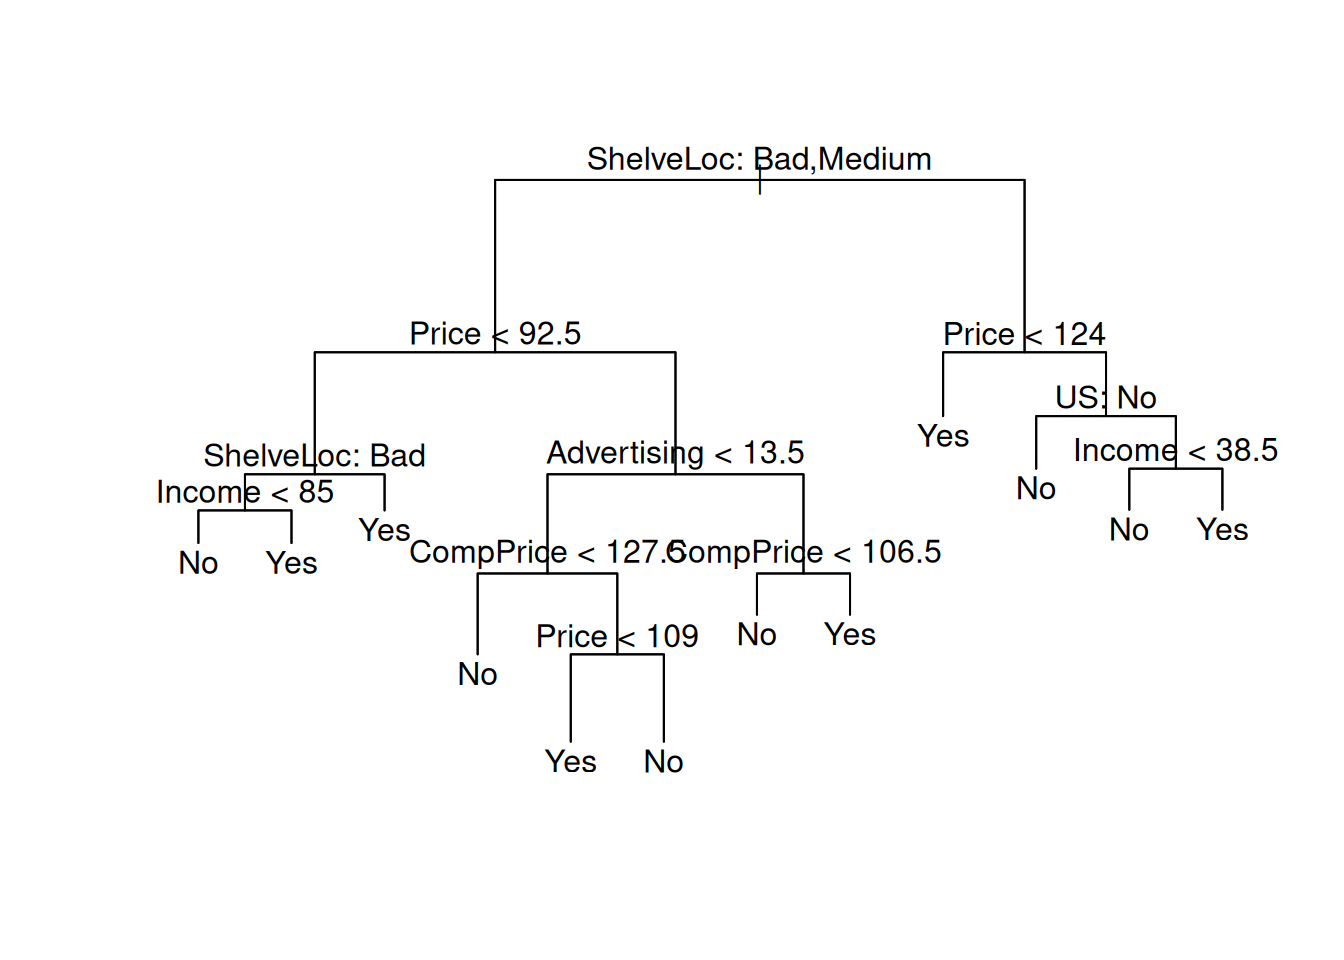 ShelveLoc: Bad,Medium
Price < 92.5
Price < 124
US: No
Yes
ShelveLoc: Bad
Advertising < 13.5
Income < 38.5
No
Income < 85
Yes
No
Yes
No
Yes
CompPrice < 127.5
CompPrice < 106.5
Price < 109
No
Yes
No
Yes
No